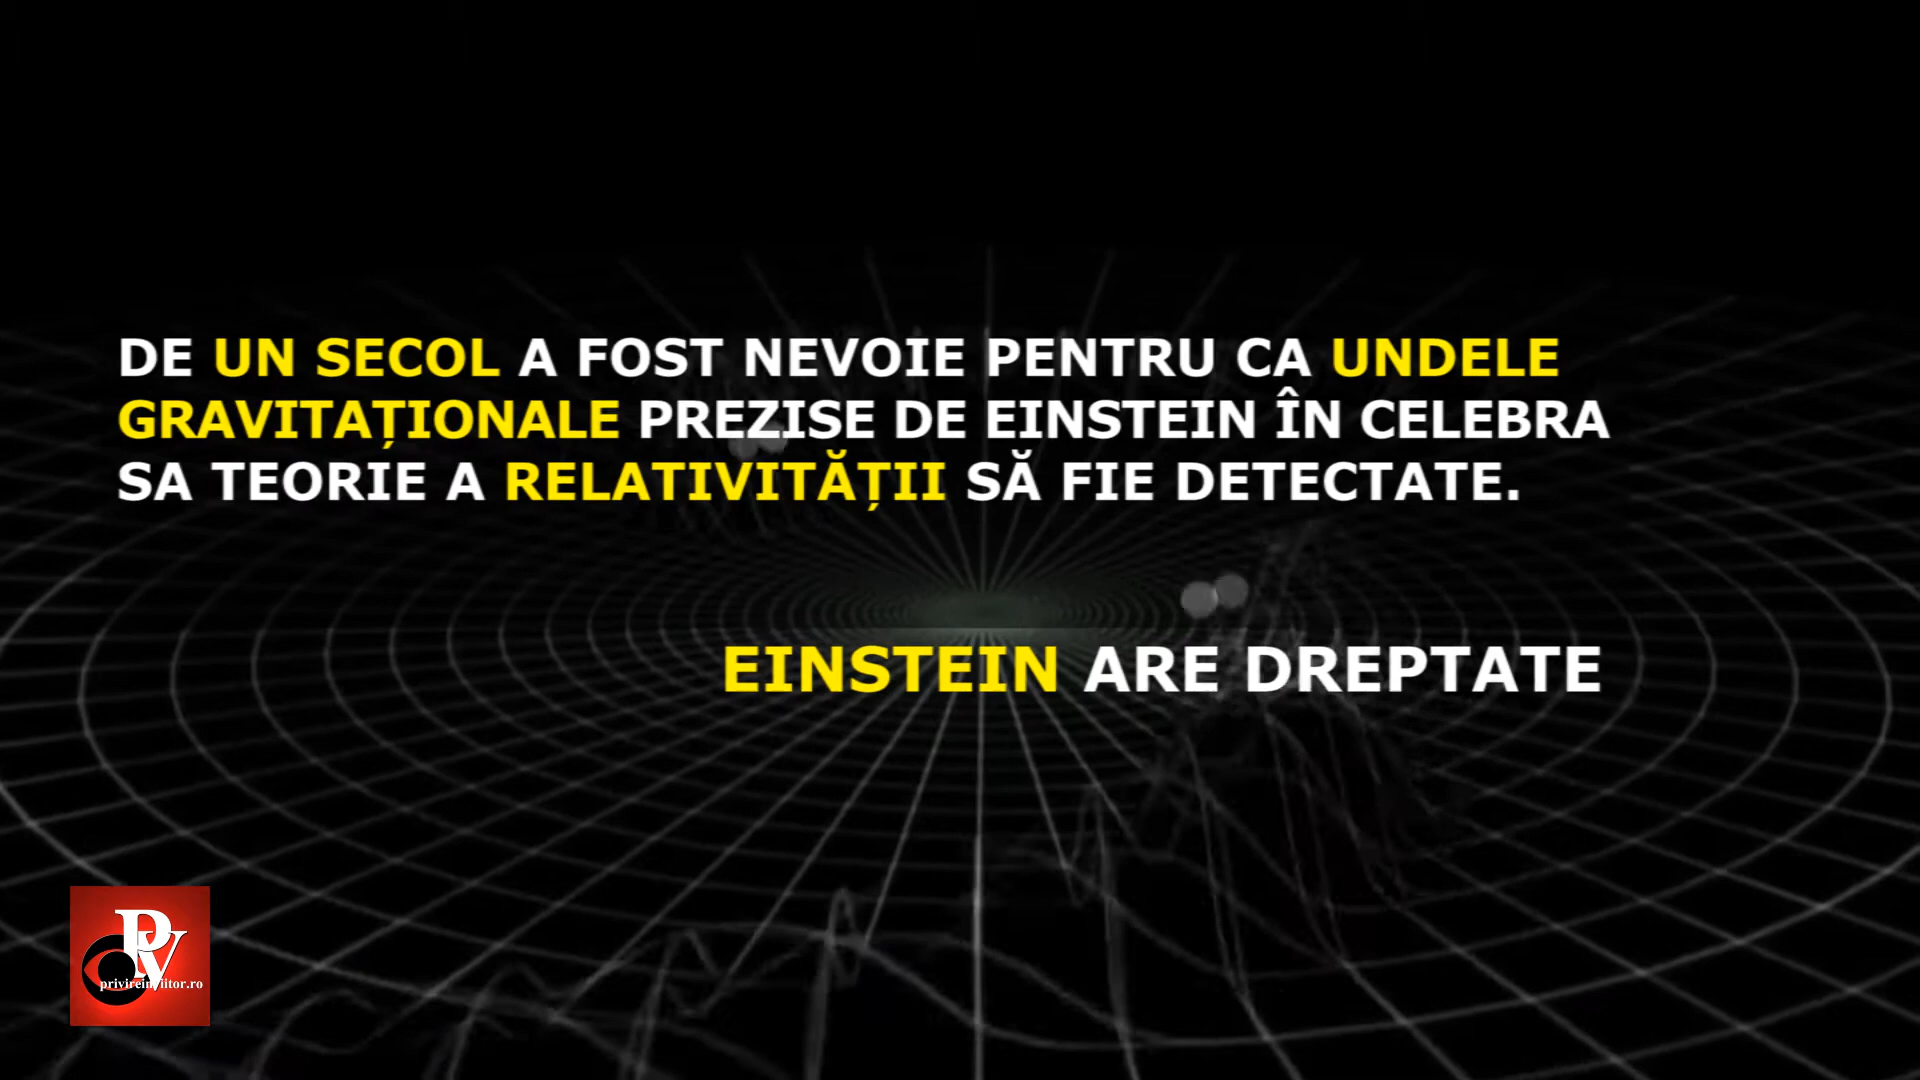 DE UN SECOL A FOST NEVOIE PENTRU CA UNDELE
GRAVITAȚIONALE PREZISE DE EINSTEIN ÎN CELEBRA
SA TEORIE A RELATIVITĂȚII SĂ FIE DETECTATE.
EINSTEIN ARE DREPTATE
PV
privireinviitor.ro